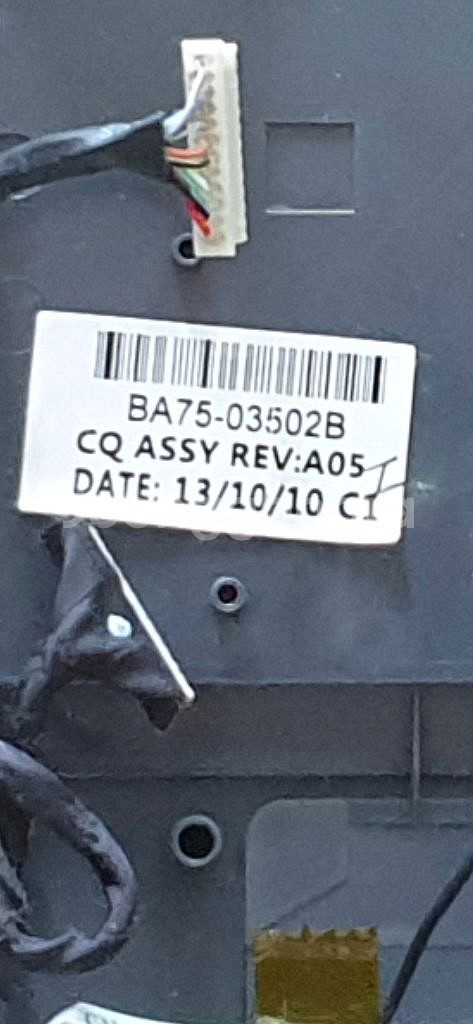 BA75-03502B
CQ ASSY REV:A05
DATE: 13/10/10 C1